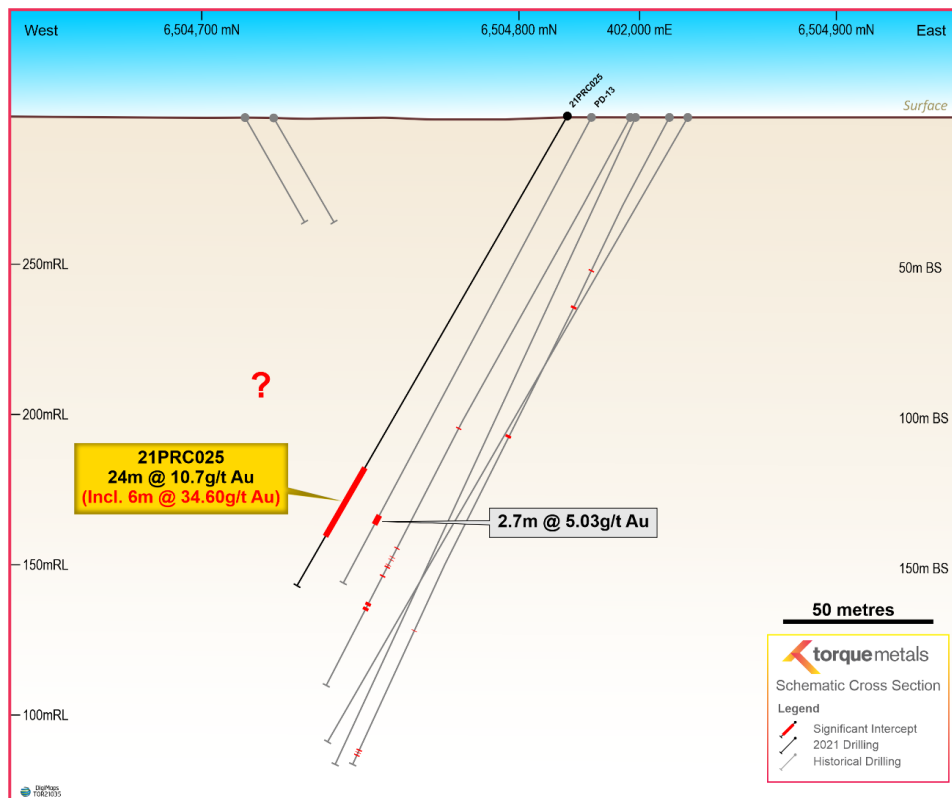 West
6,504,700 mN
6,504,800 mN
402,000 mE
6,504,900 mN
East
21PRC025
PD-13
Surface
250mRL
50m BS
?
200mRL
100m BS
21PRC025
24m @ 10.7g/t Au
(Incl. 6m @ 34.60g/t Au)
2.7m @ 5.03g/t Au
150mRL
150m BS
50 metres
torquemetals
Schematic Cross Section
Legend
Significant Intercept
2021 Drilling
Historical Drilling
100mRL
DigiMaps
TOR21035